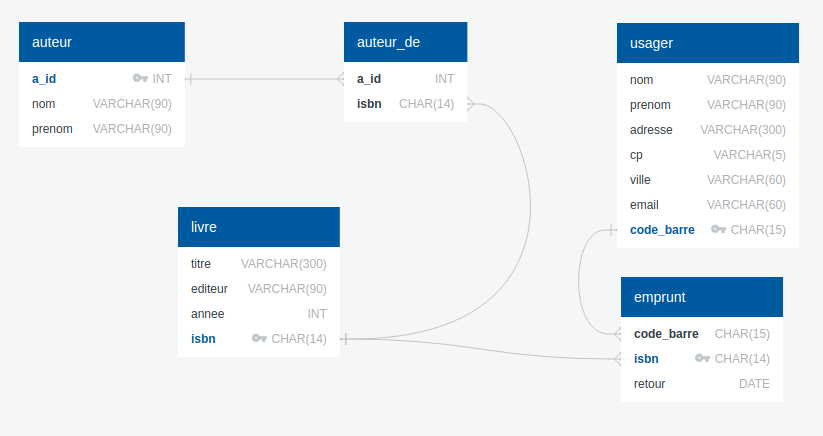 auteur
a_id INT
nom VARCHAR(90)
prenom VARCHAR(90)
auteur_de
a_id INT
isbn CHAR(14)
usager
nom VARCHAR(90)
prenom VARCHAR(90)
adresse VARCHAR(300)
cp VARCHAR(5)
ville VARCHAR(60)
email VARCHAR(60)
code_barre CHAR(15)
livre
titre VARCHAR(300)
editeur VARCHAR(90)
annee INT
isbn CHAR(14)
emprunt
code_barre CHAR(15)
isbn CHAR(14)
retour DATE